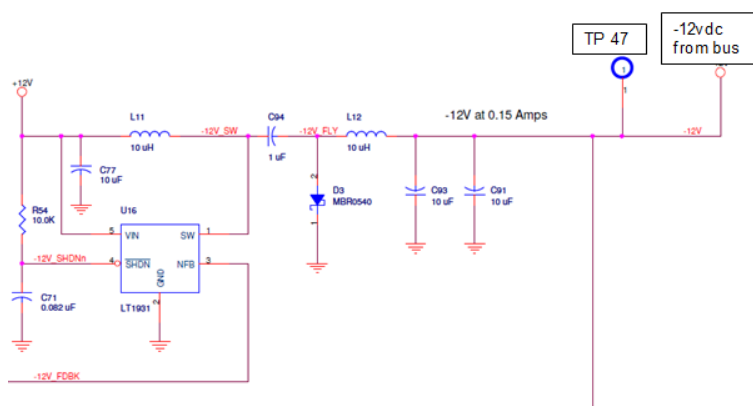 TP 47
-12vdc
from bus
+12V
1
1
L11
10 uH
-12V_SW
C94
1 uF
-12V_FLY
L12
10 uH
-12V at 0.15 Amps
-12V
C77
10 uF
2
D3
MBR0540
1
C93
10 uF
C91
10 uF
R54
10.0K
U16
5
VIN
SW
1
-12V_SHDNn
4
SHDN
NFB
3
GND
2
C71
0.082 uF
LT1931
-12V_FDBK